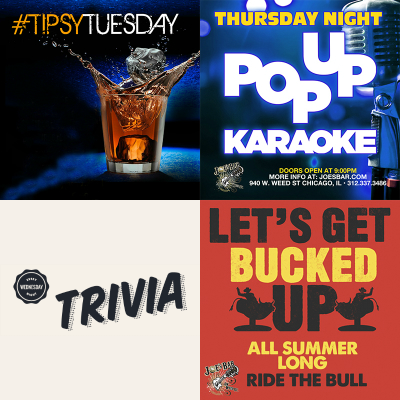 #TIPSYTUESDAY
THURSDAY NIGHT
POP
UP
KARAOKE
DOORS OPEN AT 9:00PM
MORE INFO AT: JOESBAR.COM
940 W. WEED ST CHICAGO, IL • 312.337.3486
WEDNESDAY
TRIVIA
LET'S GET
BUCKED
UP
ALL SUMMER
LONG
RIDE THE BULL